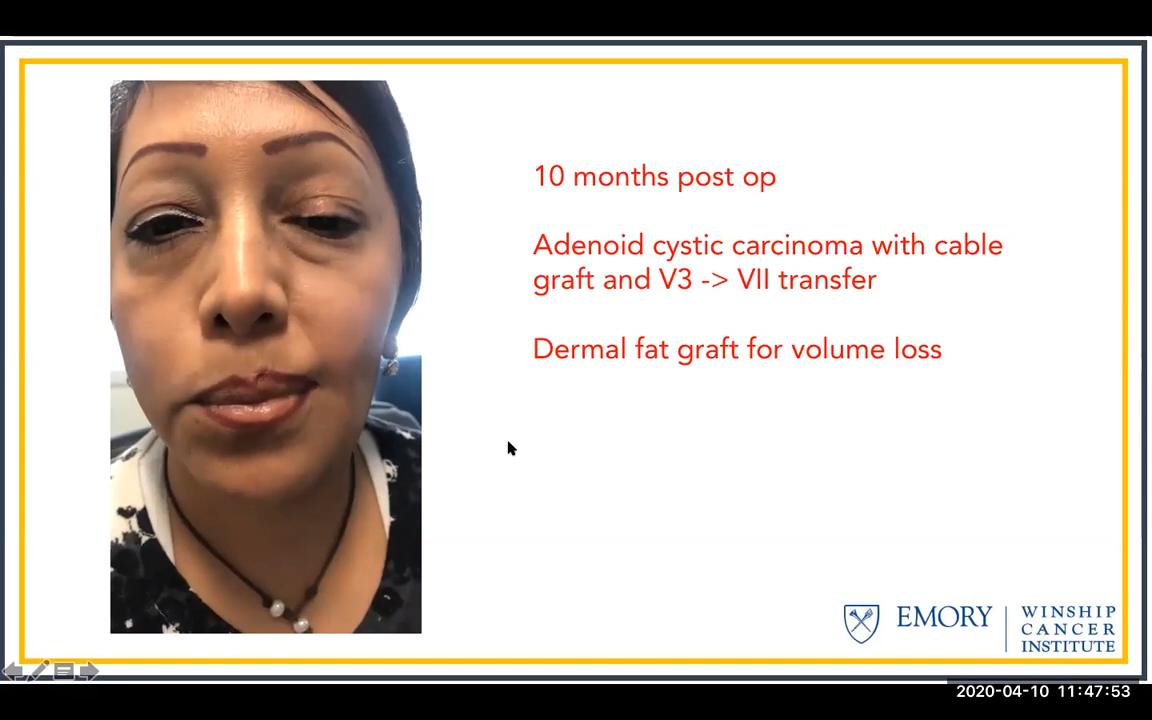 10 months post op
Adenoid cystic carcinoma with cable
graft and V3 -> VII transfer
Dermal fat graft for volume loss
EMORY
WINSHIP
CANCER
INSTITUTE
2020-04-10 11:47:53